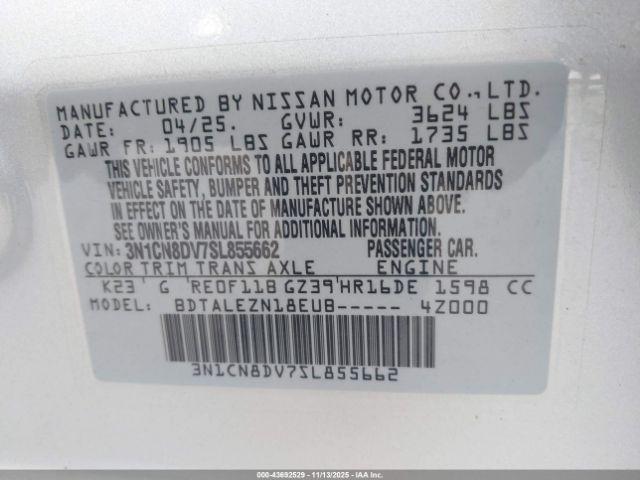 MANUFACTURED BY NISSAN MOTOR CO.,LTD.
DATE: 04/25. GVWR: 3624 LBS
GAWR FR: 1905 LBS GAWR RR: 1735 LBS
THIS VEHICLE CONFORMS TO ALL APPLICABLE FEDERAL MOTOR
VEHICLE SAFETY, BUMPER AND THEFT PREVENTION STANDARDS
IN EFFECT ON THE DATE OF MANUFACTURE SHOWN ABOVE.
SEE OWNER MANUAL FOR ADDITIONAL INFORMATION.
VIN: 3N1CN8DV7SL855662 PASSENGER CAR.
COLOR TRIM TRANS AXLE ENGINE
K23 G RE0F11B GZ39 HR16DE 1598 CC
MODEL: BDTALEZN18EUB----- 4Z000
3N1CN8DV7SL855662
000-43692529 - 11/13/2025 - IAAI.COM